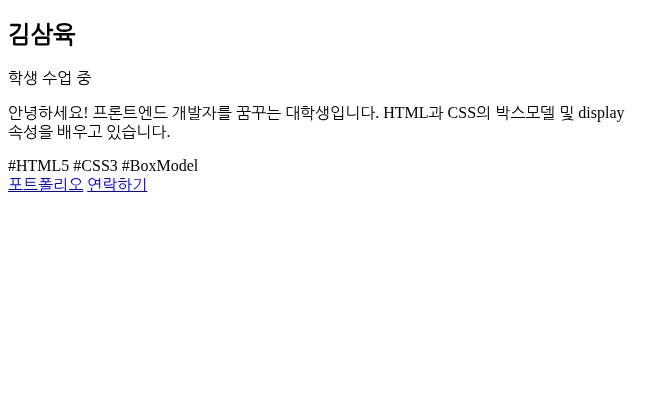 김삼육
학생 수업 중
안녕하세요! 프론트엔드 개발자를 꿈꾸는 대학생입니다. HTML과 CSS의 박스모델 및 display
속성을 배우고 있습니다.
#HTML5 #CSS3 #BoxModel
포트폴리오 연락하기